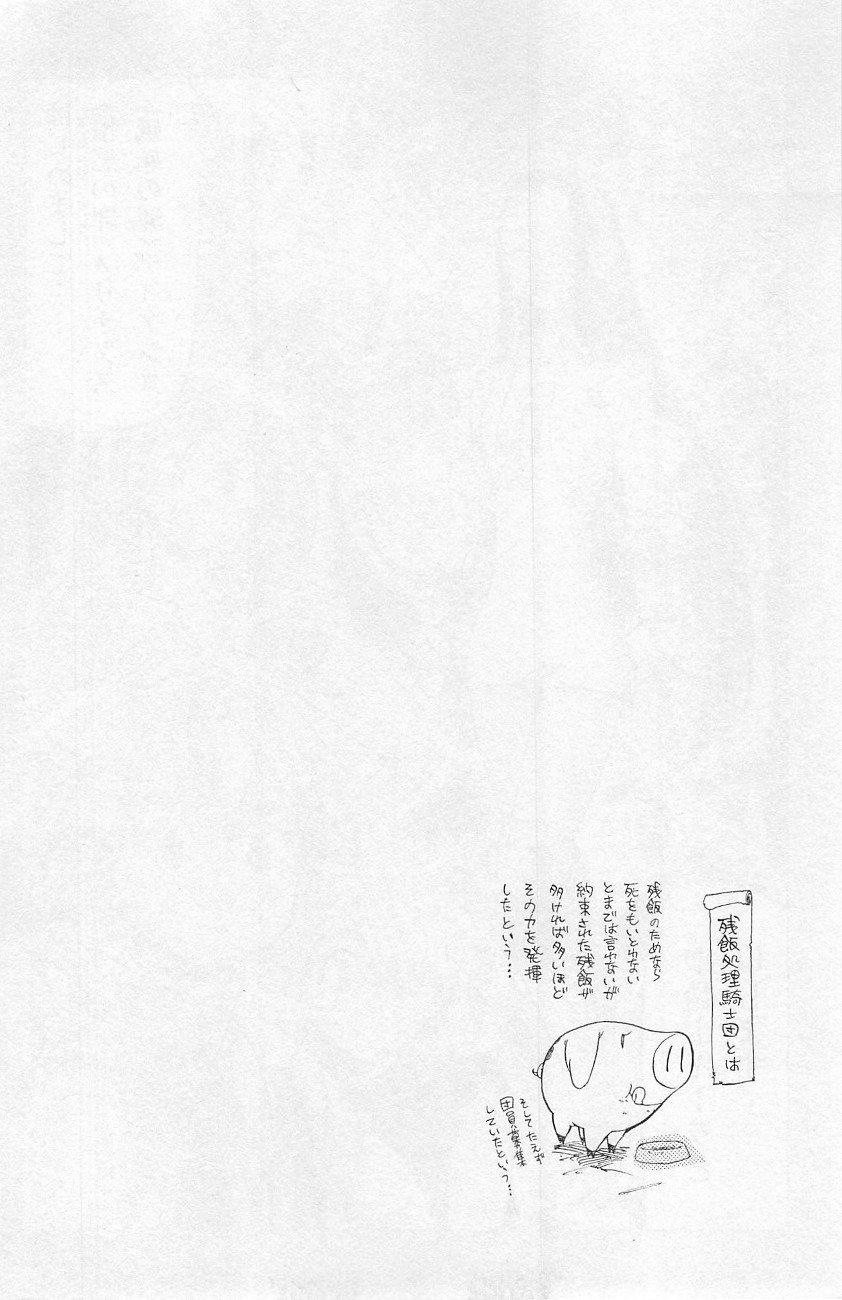 残飯処理騎士団とは
残飯のためなら
死をもいとわない
とまでは言わないが
約束された残飯が
多ければ多いほど
その力を発揮
したという…
そしてたえず
団員募集
していたという…